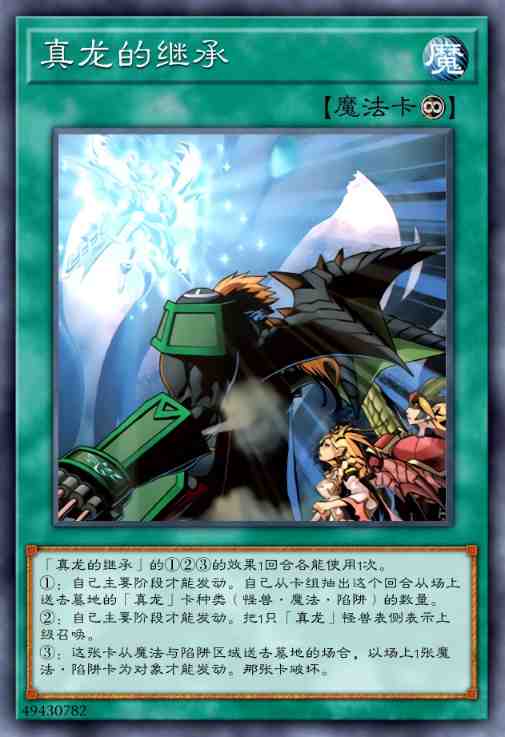 真龙的继承
魔
【魔法卡】
「真龙的继承」的①②③的效果1回合各能使用1次。
①：自己主要阶段才能发动。自己从卡组抽出这个回合从场上
送去墓地的「真龙」卡种类（怪兽·魔法·陷阱）的数量。
②：自己主要阶段才能发动。把1只「真龙」怪兽表侧表示上
级召唤。
③：这张卡从魔法与陷阱区域送去墓地的场合，以场上1张魔
法·陷阱卡为对象才能发动。那张卡破坏。
49430782